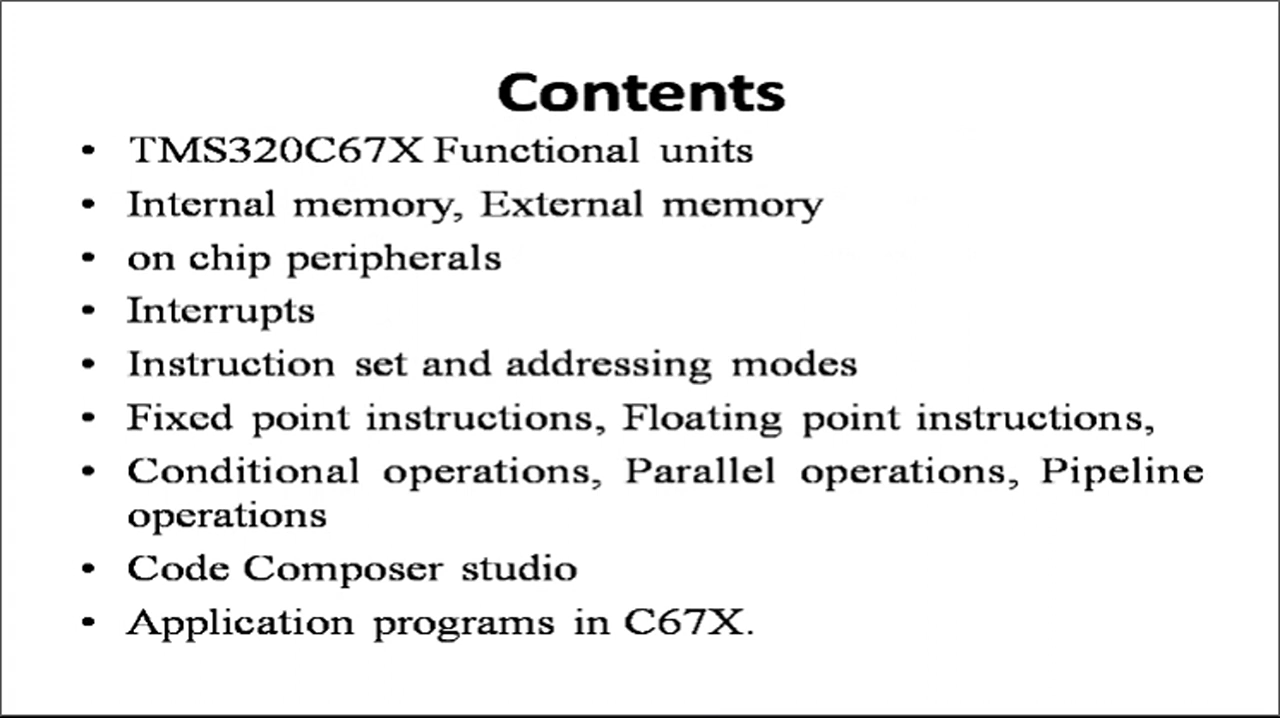 Contents
• TMS320C67X Functional units
• Internal memory, External memory
• on chip peripherals
• Interrupts
• Instruction set and addressing modes
• Fixed point instructions, Floating point instructions,
• Conditional operations, Parallel operations, Pipeline
operations
• Code Composer studio
• Application programs in C67X.